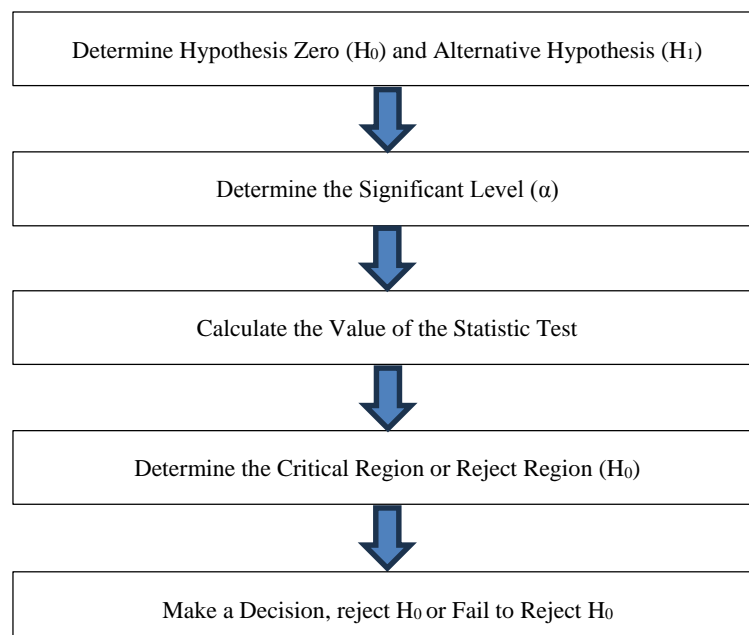 Determine Hypothesis Zero (H₀) and Alternative Hypothesis (H₁)
Determine the Significant Level (α)
Calculate the Value of the Statistic Test
Determine the Critical Region or Reject Region (H₀)
Make a Decision, reject H₀ or Fail to Reject H₀